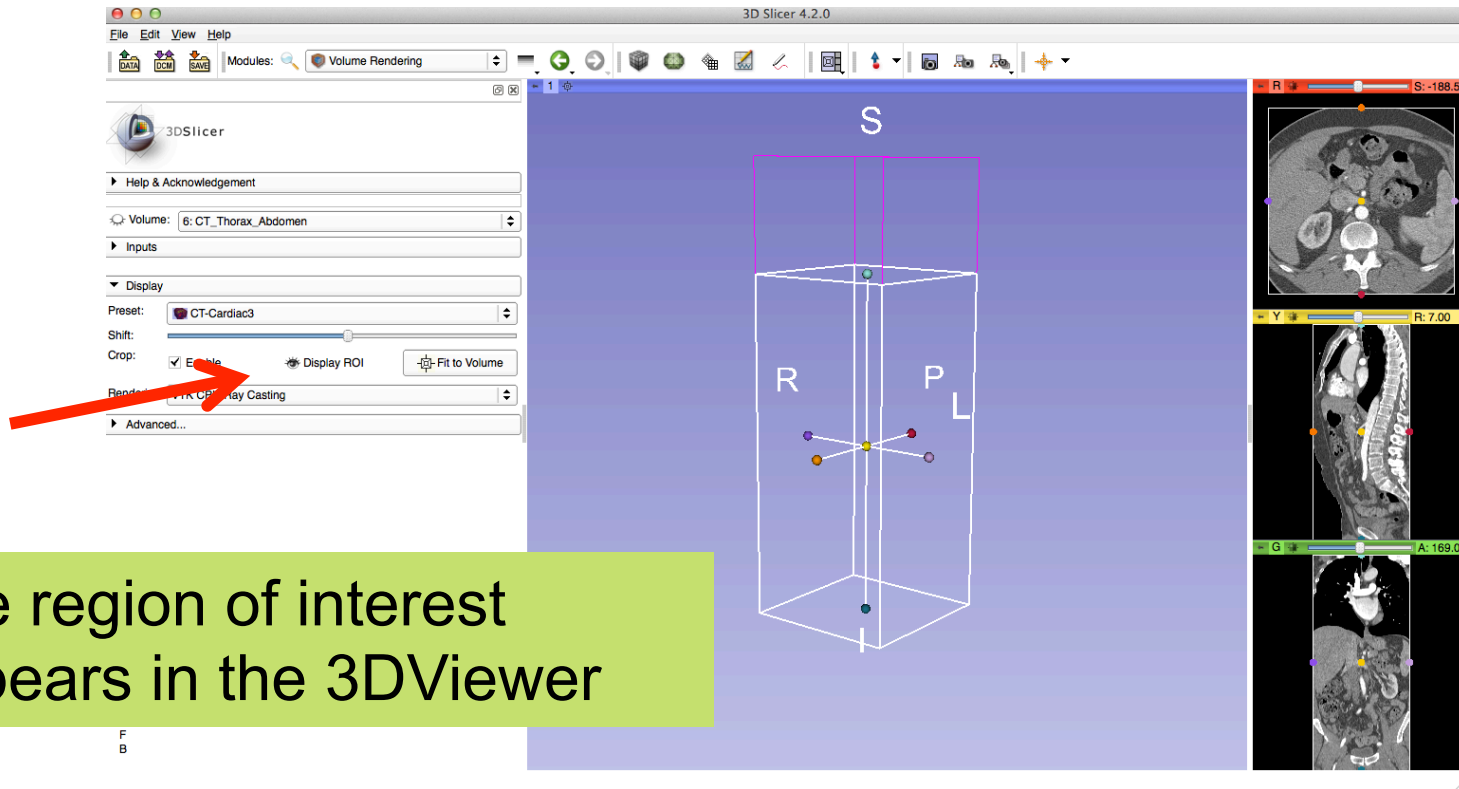 3D Slicer 4.2.0
File Edit View Help
DATA DCM SAVE Modules: Volume Rendering
1
3DSlicer
Help & Acknowledgement
Volume: 6: CT_Thorax_Abdomen
Inputs
Display
Preset: CT-Cardiac3
Shift:
Crop: Display ROI Fit to Volume
Ray Casting
Advanced...
S
R P
L
I
R S: -188.5
Y R: 7.00
G A: 169.0
region of interest
in the 3DViewer
F
B